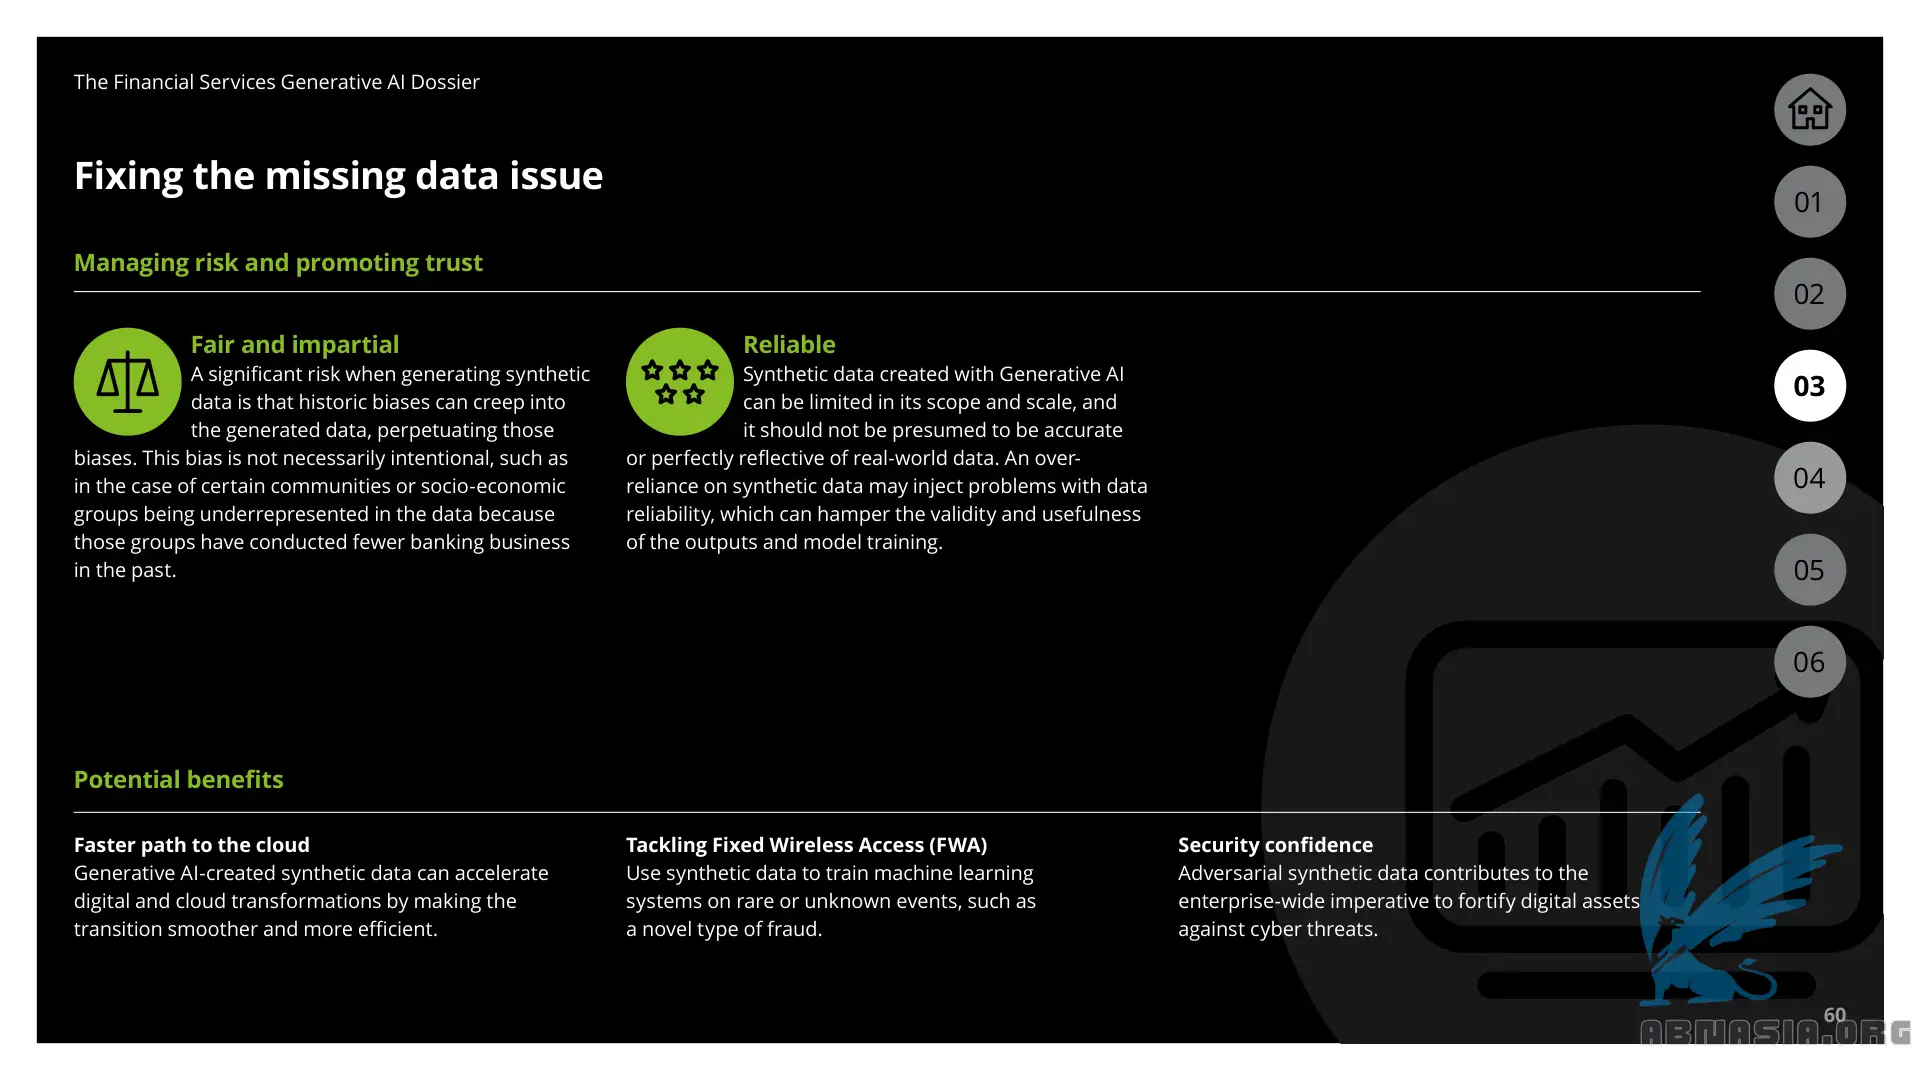 The Financial Services Generative AI Dossier
Fixing the missing data issue
Managing risk and promoting trust
Fair and impartial
A significant risk when generating synthetic
data is that historic biases can creep into
the generated data, perpetuating those
biases. This bias is not necessarily intentional, such as
in the case of certain communities or socio-economic
groups being underrepresented in the data because
those groups have conducted fewer banking business
in the past.
Reliable
Synthetic data created with Generative AI
can be limited in its scope and scale, and
it should not be presumed to be accurate
or perfectly reflective of real-world data. An over-
reliance on synthetic data may inject problems with data
reliability, which can hamper the validity and usefulness
of the outputs and model training.
Potential benefits
Faster path to the cloud
Generative AI-created synthetic data can accelerate
digital and cloud transformations by making the
transition smoother and more efficient.
Tackling Fixed Wireless Access (FWA)
Use synthetic data to train machine learning
systems on rare or unknown events, such as
a novel type of fraud.
Security confidence
Adversarial synthetic data contributes to the
enterprise-wide imperative to fortify digital assets
against cyber threats.
01
02
03
04
05
06
60
ABMASIA.ORG